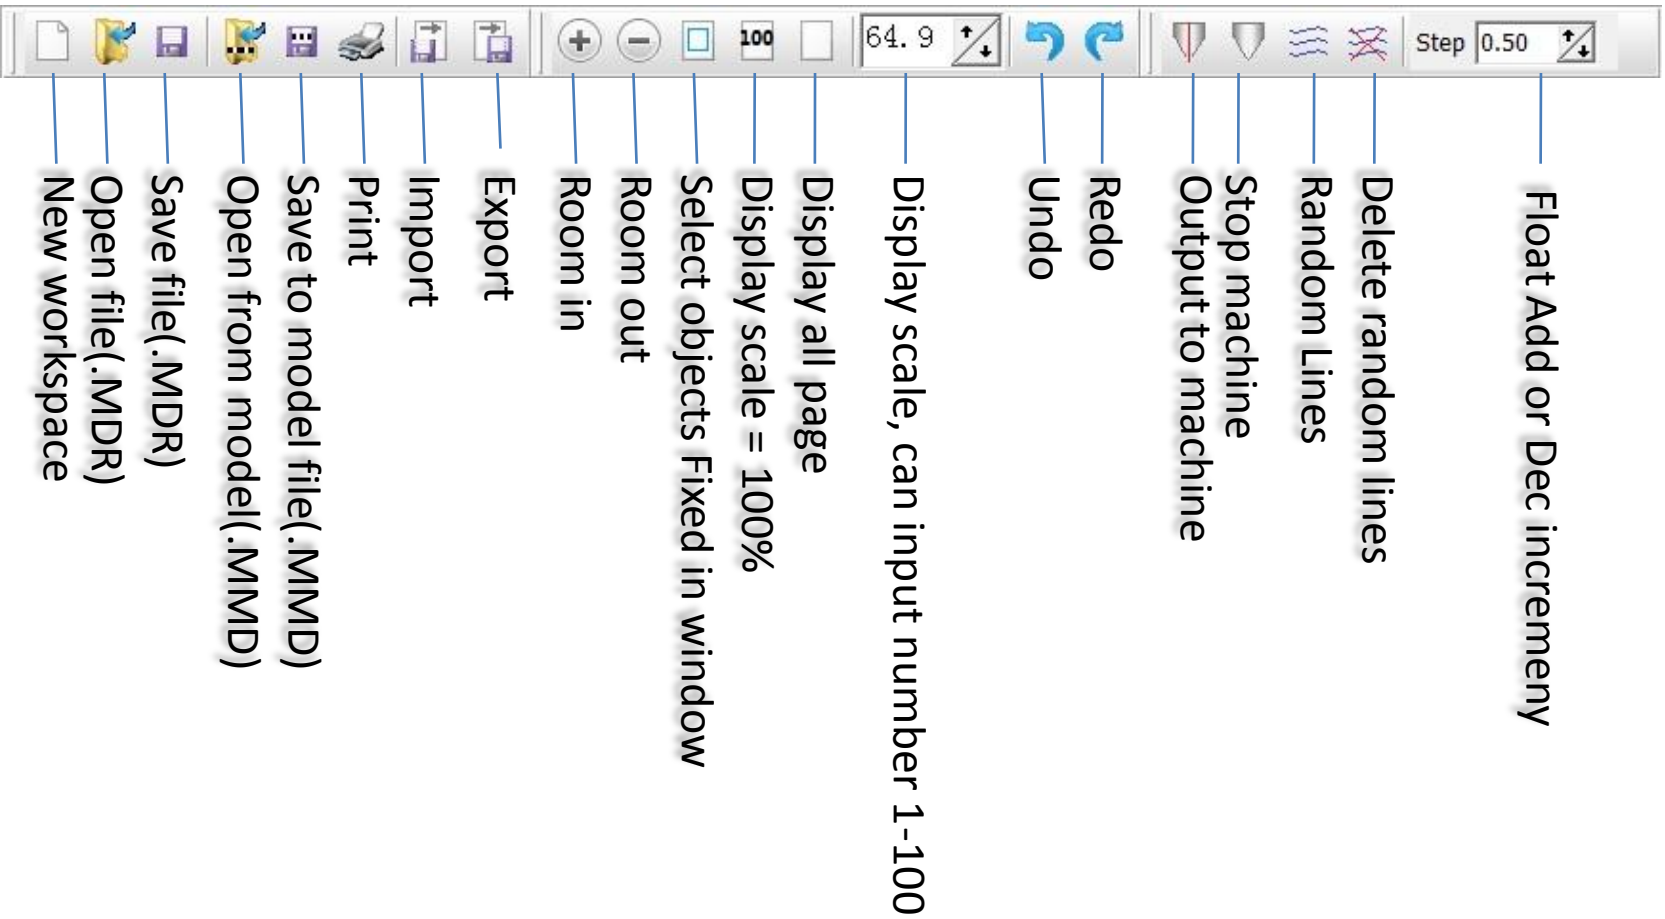 100
64.9
Step 0.50
New workspace
Open file(.MDR)
Save file(.MDR)
Open from model(.MMD)
Save to model file(.MMD)
Print
Import
Export
Room in
Room out
Select objects Fixed in window
Display scale = 100%
Display all page
Display scale, can input number 1-100
Undo
Redo
Output to machine
Stop machine
Random Lines
Delete random lines
Float Add or Dec incremeny